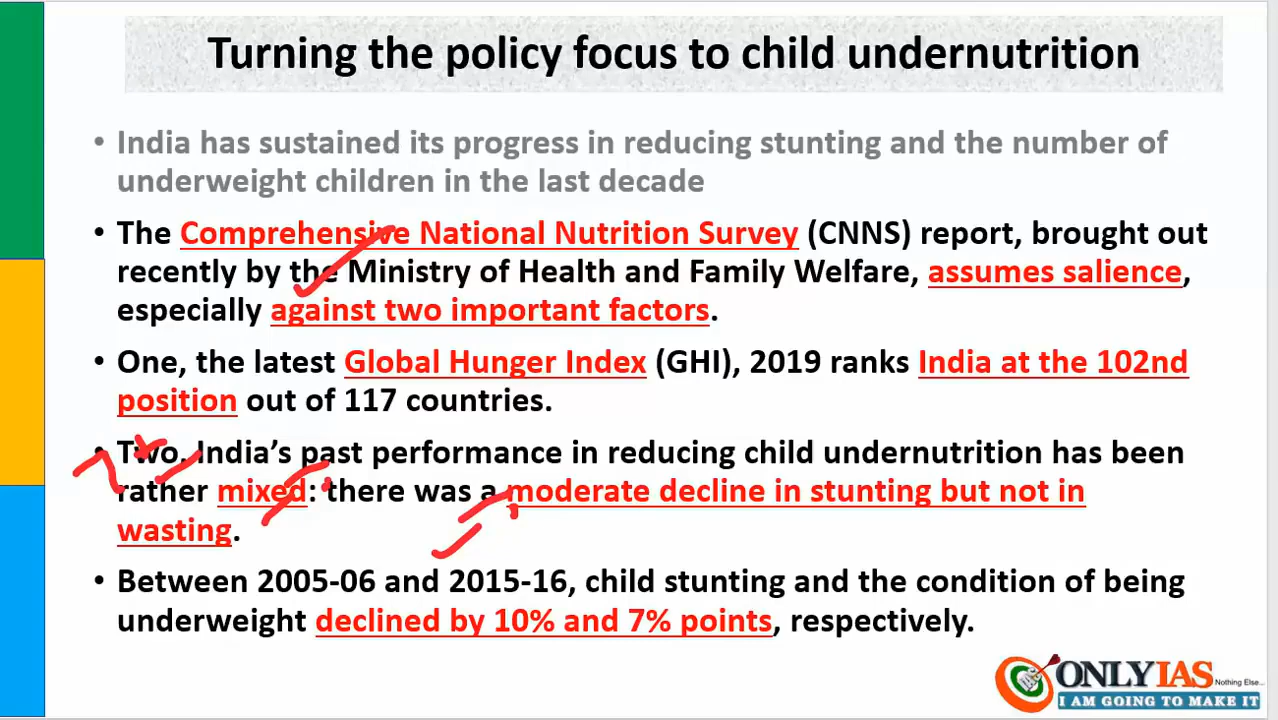 Turning the policy focus to child undernutrition
• India has sustained its progress in reducing stunting and the number of
underweight children in the last decade
• The Comprehensive National Nutrition Survey (CNNS) report, brought out
recently by the Ministry of Health and Family Welfare, assumes salience,
especially against two important factors.
• One, the latest Global Hunger Index (GHI), 2019 ranks India at the 102nd
position out of 117 countries.
• Two, India's past performance in reducing child undernutrition has been
rather mixed: there was a moderate decline in stunting but not in
wasting.
• Between 2005-06 and 2015-16, child stunting and the condition of being
underweight declined by 10% and 7% points, respectively.
ONLYIAS
Nothing Else...
I AM GOING TO MAKE IT